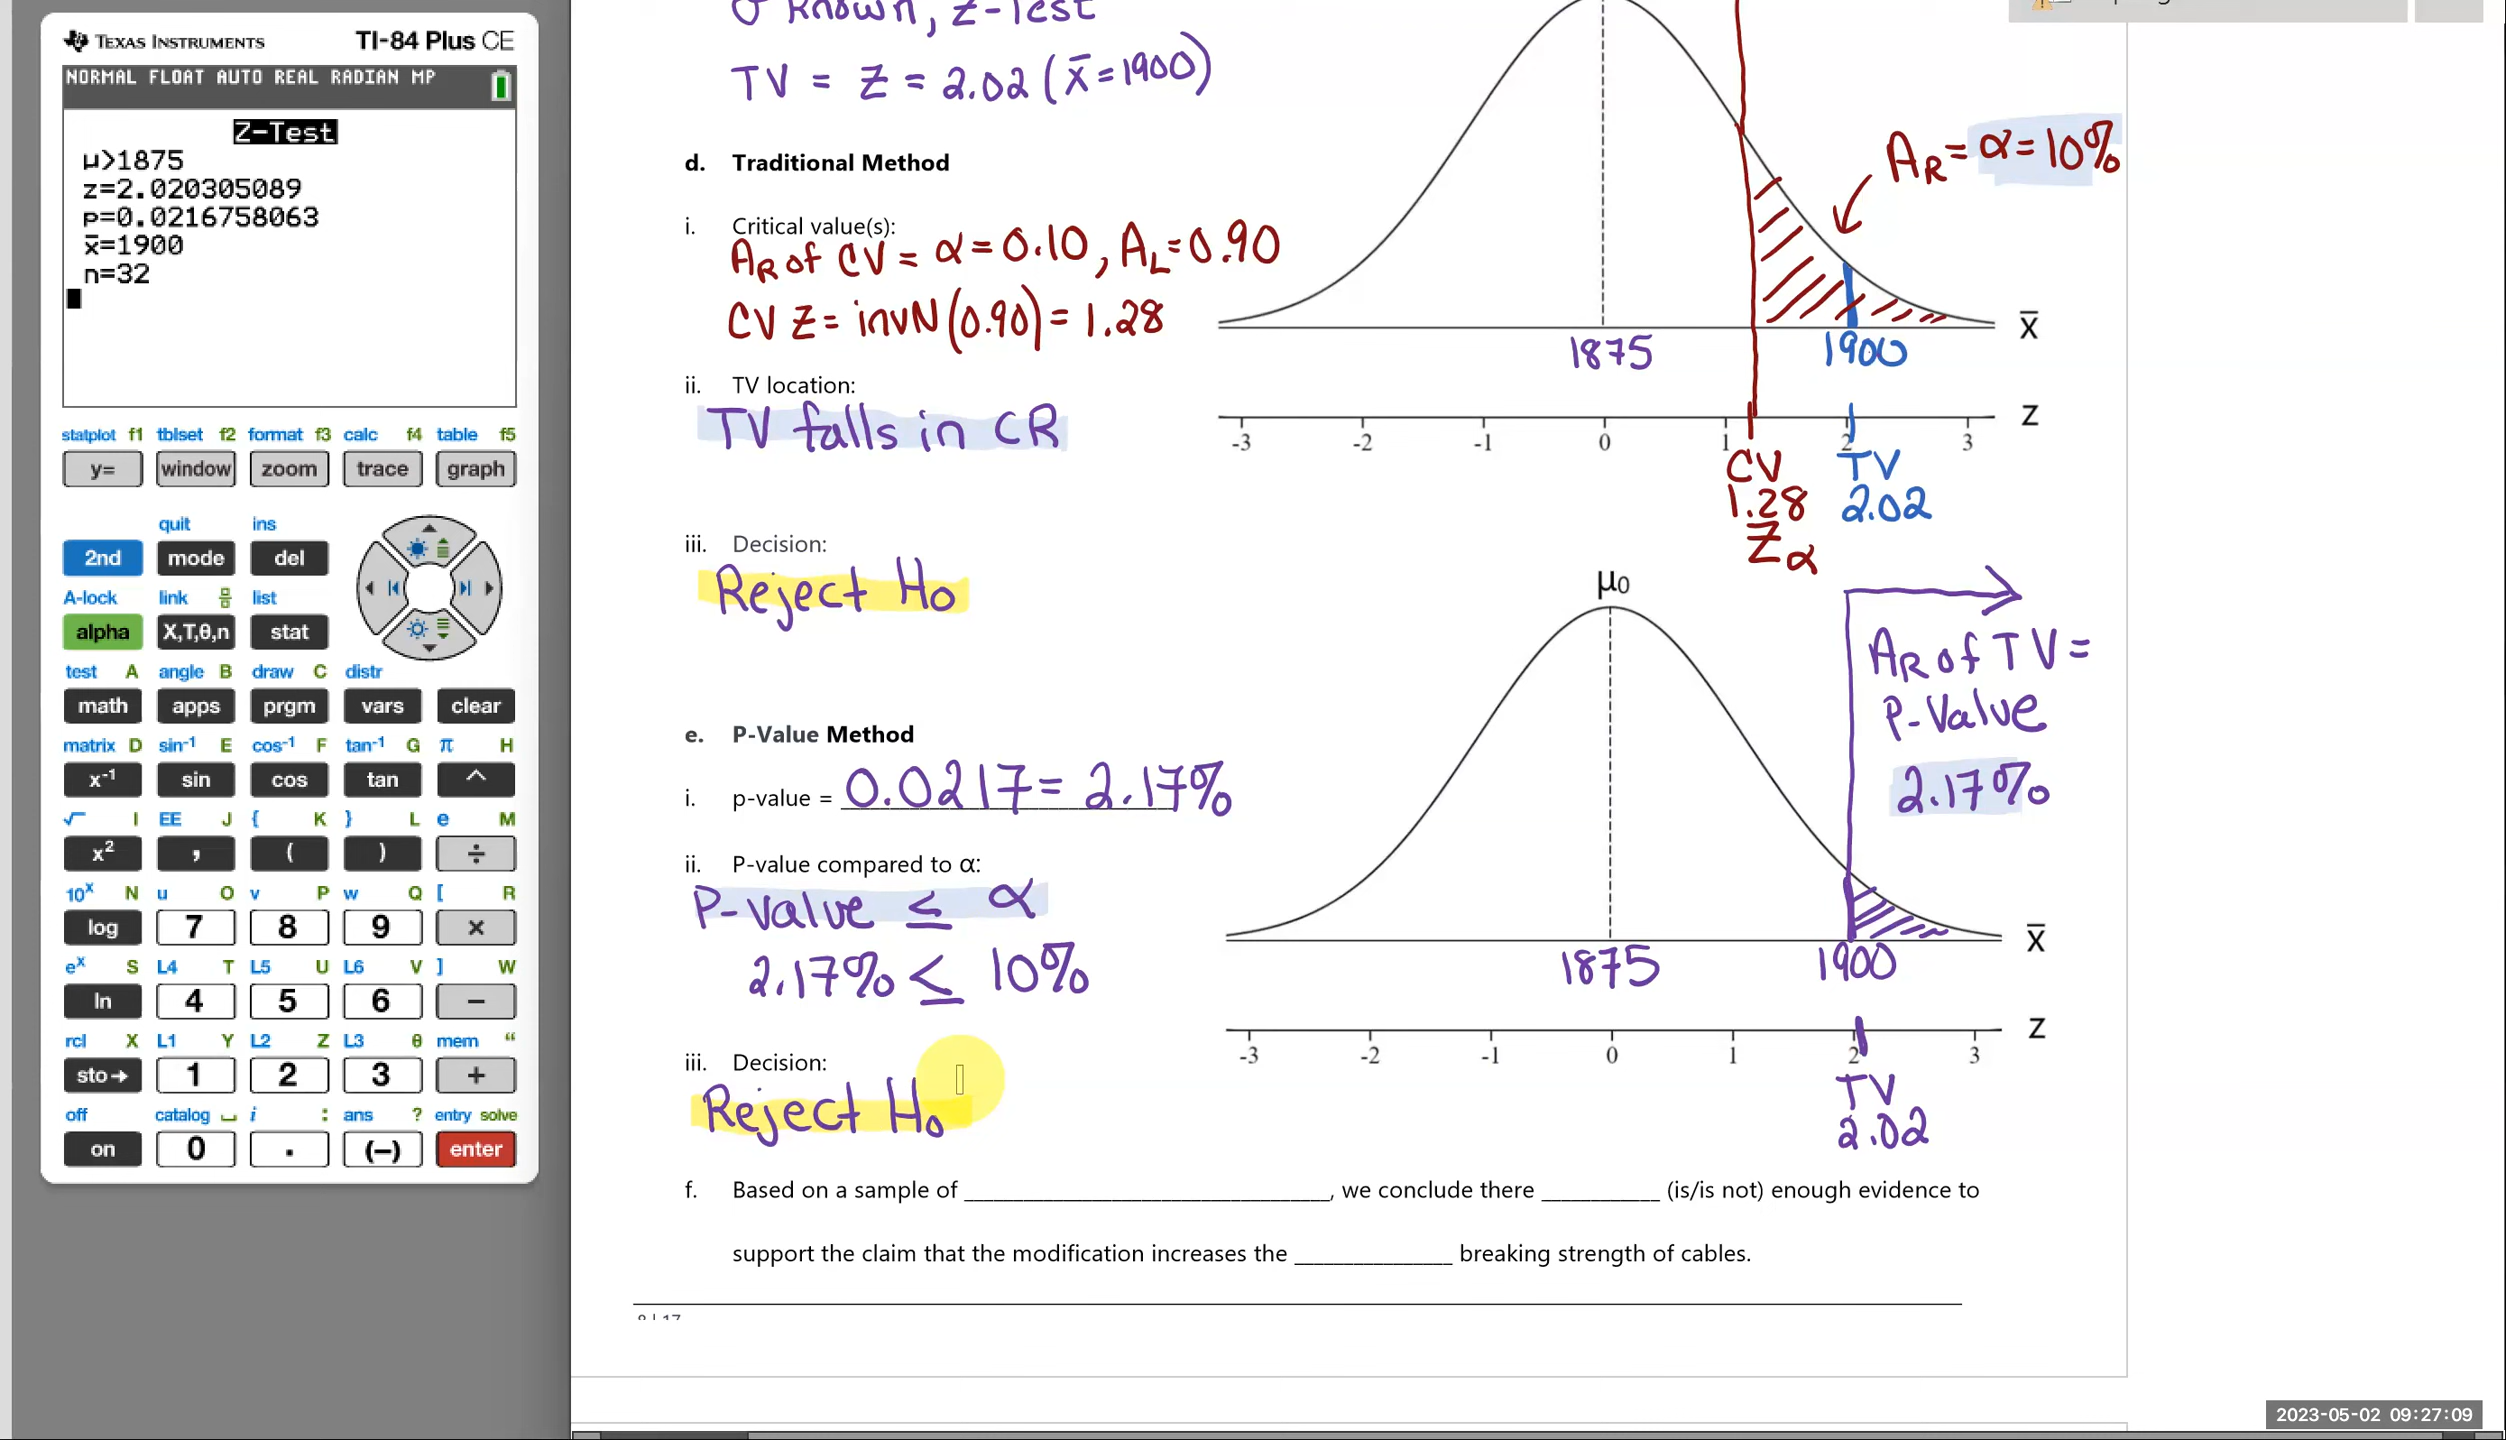 TEXAS INSTRUMENTS TI-84 Plus CE
NORMAL FLOAT AUTO REAL RADIAN MP
Z-Test
μ>1875
z=2.020305089
p=0.0216758063
x̄=1900
n=32
statplot f1 tblset f2 format f3 calc f4 table f5
y= window zoom trace graph
quit ins
2nd mode del
A-lock link list
alpha X,T,θ,n stat
test A angle B draw C distr
math apps prgm vars clear
matrix D sin⁻¹ E cos⁻¹ F tan⁻¹ G π H
x⁻¹ sin cos tan ^
√ I EE J { K } L e M
x² , ( ) ÷
10ˣ N u O v P w Q [ R
log 7 8 9 ×
eˣ S L4 T L5 U L6 V ] W
ln 4 5 6 −
rcl X L1 Y L2 Z L3 θ mem "
sto→ 1 2 3 +
off catalog ⎵ i : ans ? entry solve
on 0 . (−) enter
σ known, z-Test
TV = Z = 2.02 (x̄=1900)
d. Traditional Method
i. Critical value(s):
AR of CV = α = 0.10, AL = 0.90
CV Z = invN(0.90) = 1.28
ii. TV location:
TV falls in CR
iii. Decision:
Reject H₀
AR = α = 10%
1875 1900 X̄
-3 -2 -1 0 1 2 3 Z
CV TV
1.28 2.02
Zα
e. P-Value Method
i. p-value = 0.0217 = 2.17%
ii. P-value compared to α:
P-Value ≤ α
2.17% ≤ 10%
iii. Decision:
Reject H₀
μ₀
AR of TV =
P-Value
2.17%
1875 1900 X̄
-3 -2 -1 0 1 2 3 Z
TV
2.02
f. Based on a sample of ______________________________, we conclude there __________ (is/is not) enough evidence to
support the claim that the modification increases the _____________ breaking strength of cables.
2023-05-02 09:27:09